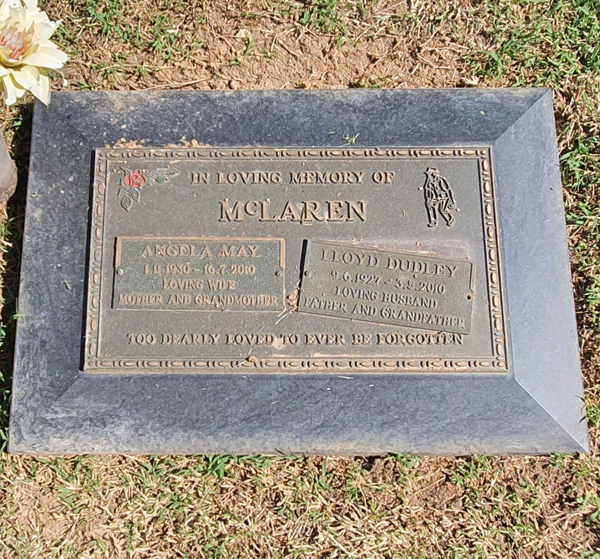 IN LOVING MEMORY OF
McLAREN
ANGELA MAY
1.11.1930 - 16.7.2010
LOVING WIFE
MOTHER AND GRANDMOTHER
LLOYD DUDLEY
9.6.1927 - 3.5.2010
LOVING HUSBAND
FATHER AND GRANDFATHER
TOO DEARLY LOVED TO EVER BE FORGOTTEN